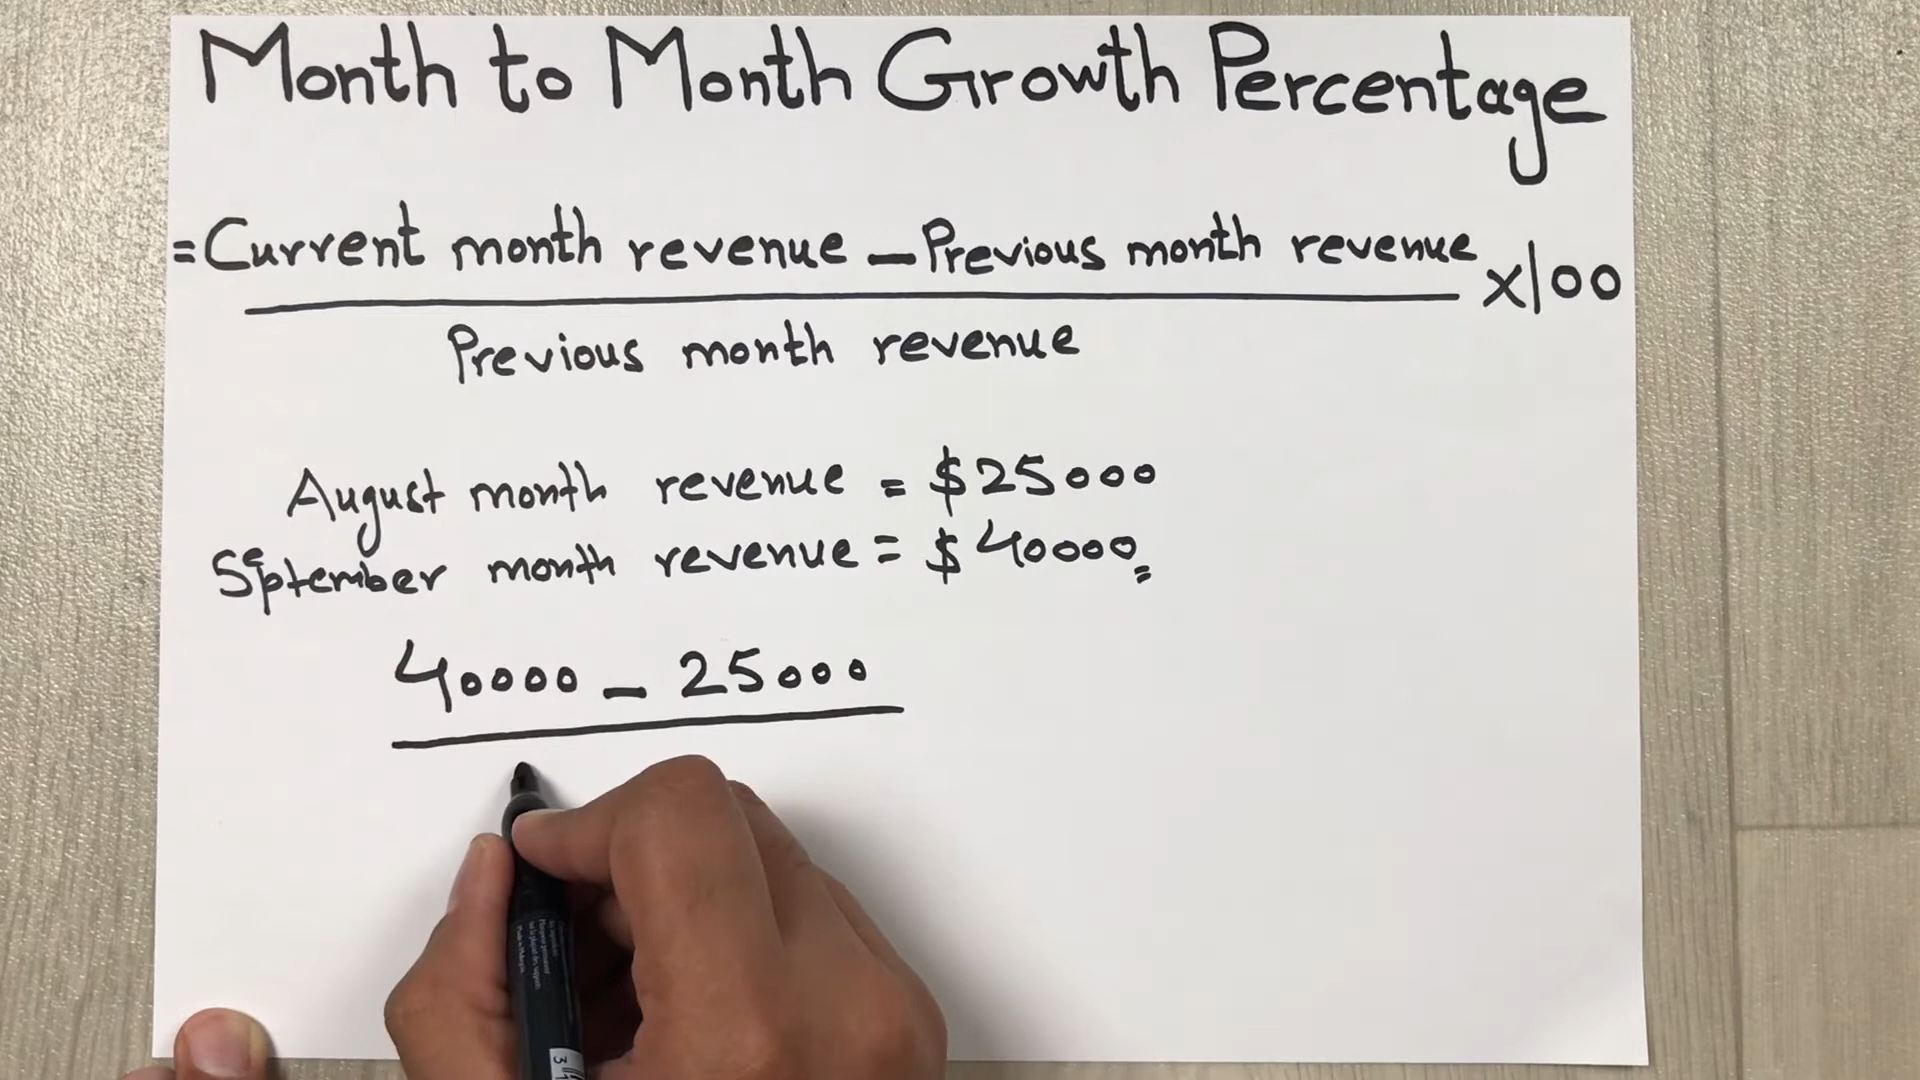 Month to Month Growth Percentage
= Current month revenue - Previous month revenue x100
Previous month revenue
August month revenue = $25000
September month revenue = $40000
40000 - 25000